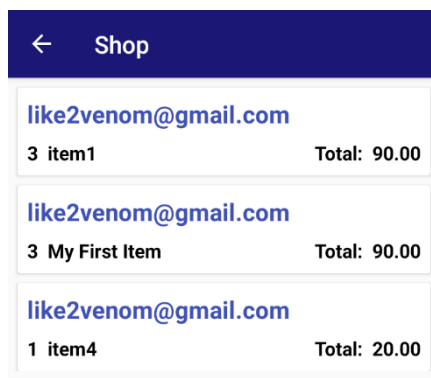 Shop
like2venom@gmail.com
3 item1 Total: 90.00
like2venom@gmail.com
3 My First Item Total: 90.00
like2venom@gmail.com
1 item4 Total: 20.00